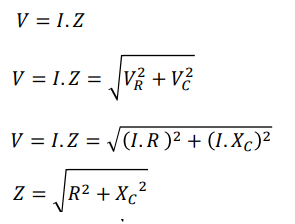 V = I.Z
V = I.Z = √(V_R² + V_C²)
V = I.Z = √((I.R )² + (I.X_C)²)
Z = √(R² + X_C²)